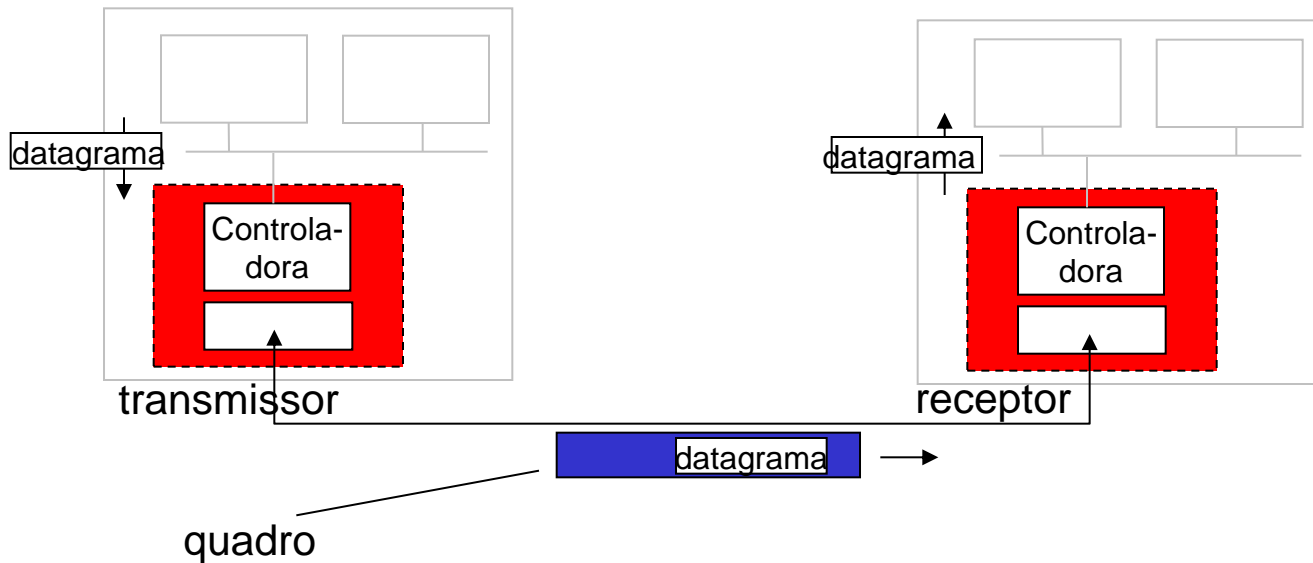 datagrama
datagrama
Controla-
dora
Controla-
dora
transmissor
receptor
datagrama
quadro